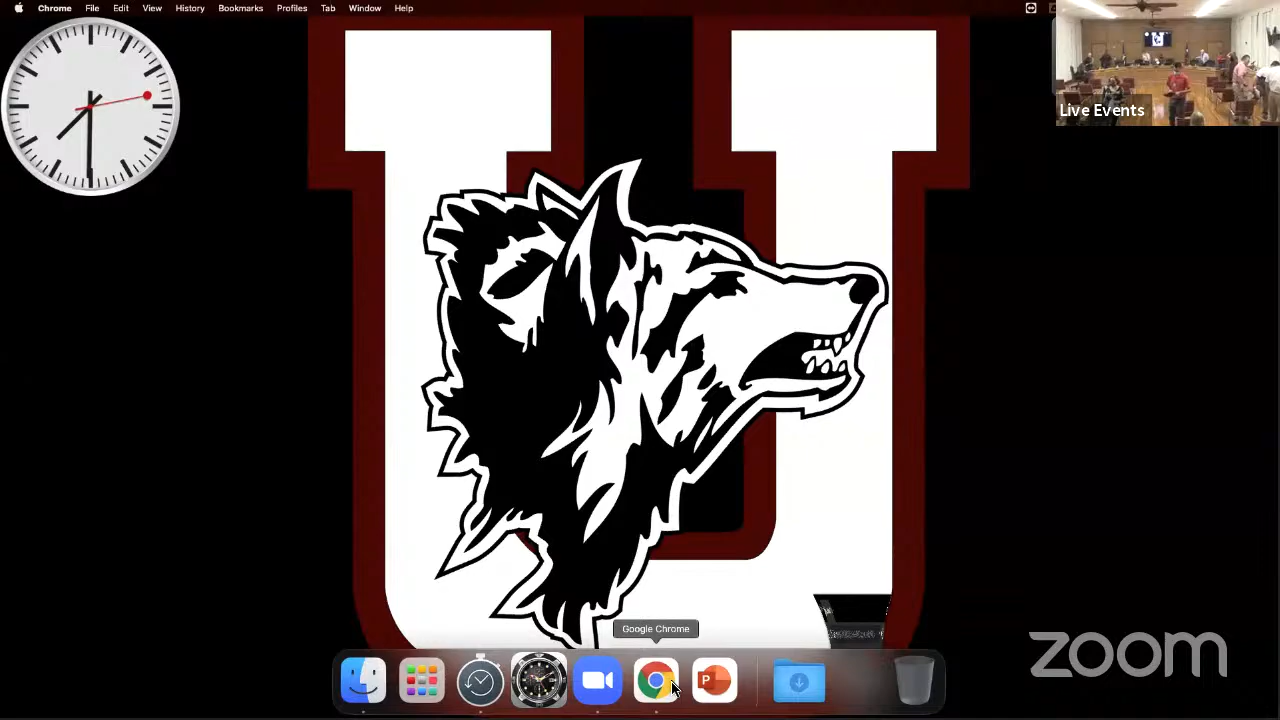 Chrome File Edit View History Bookmarks Profiles Tab Window Help
Live Events
U
Google Chrome
P
zoom